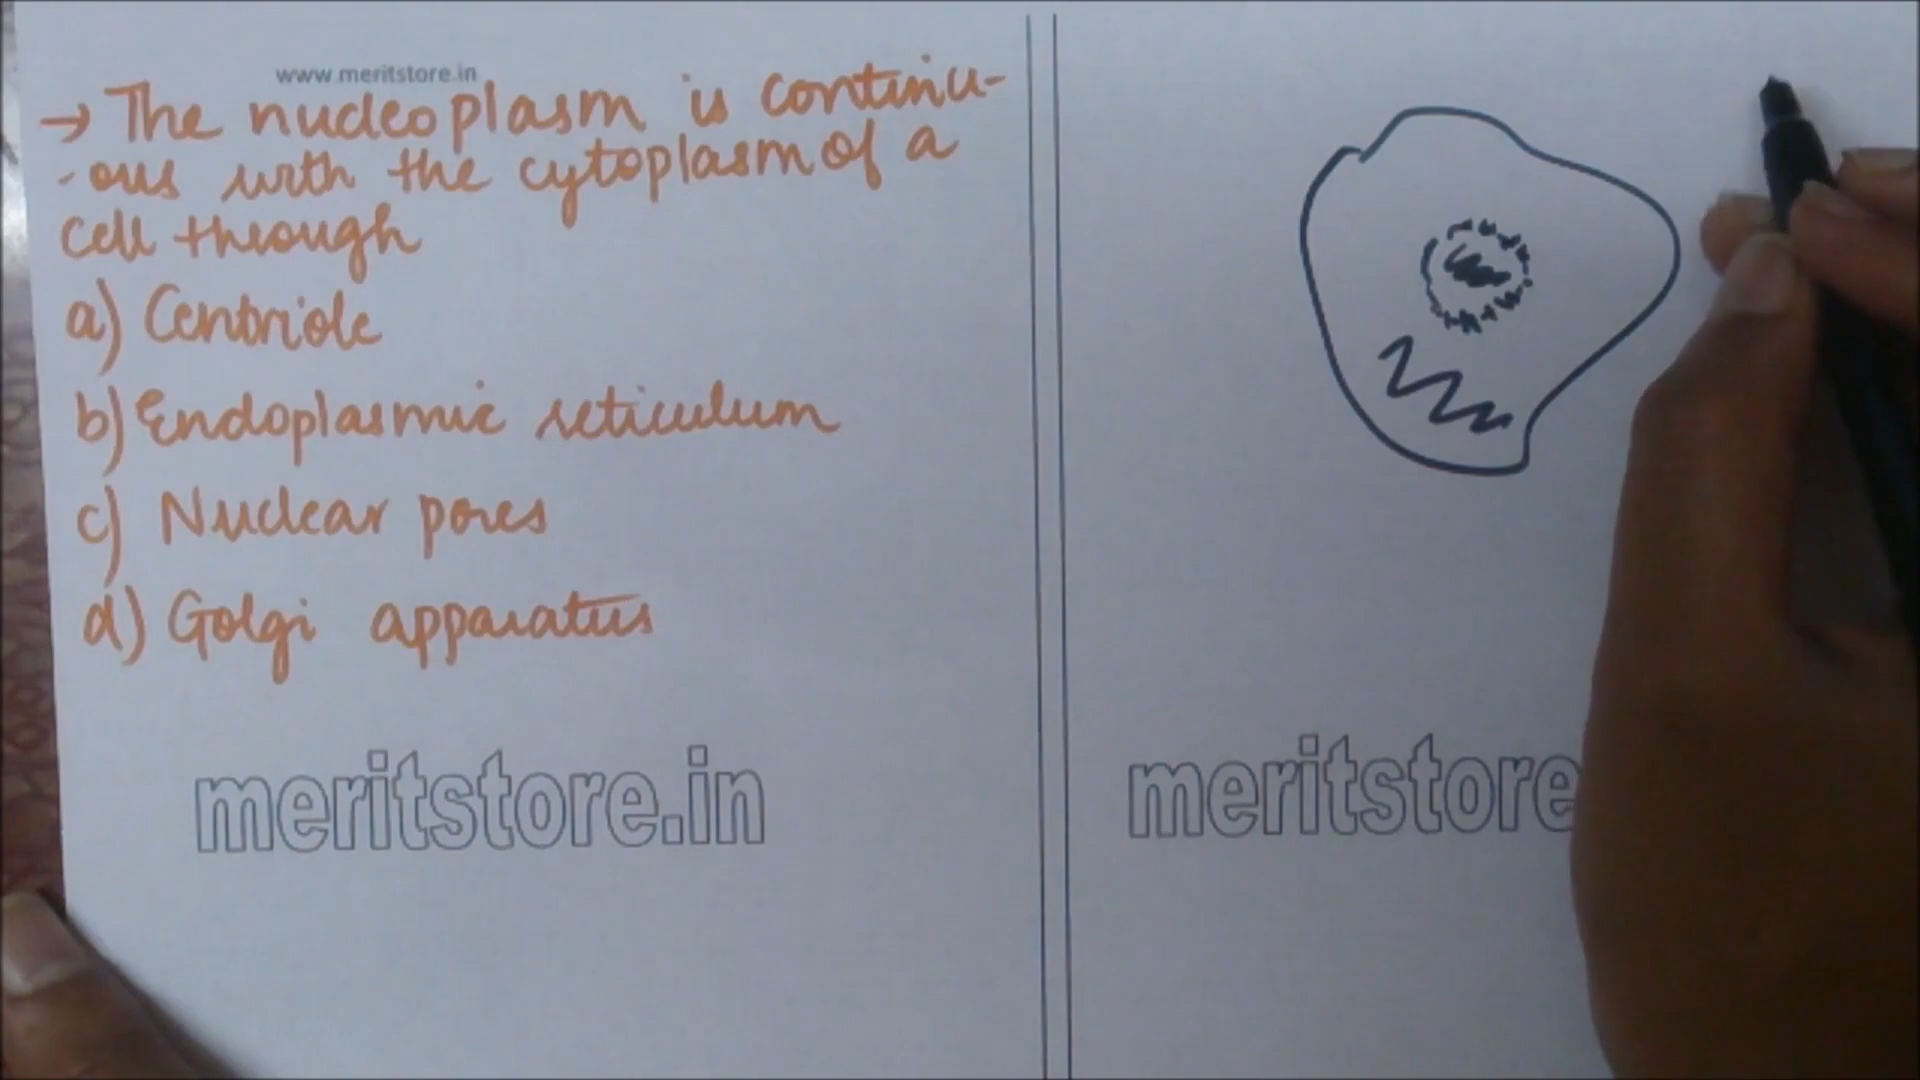 www.meritstore.in
→ The nucleoplasm is continu-
-ous with the cytoplasm of a
cell through
a) Centriole
b) Endoplasmic reticulum
c) Nuclear pores
d) Golgi apparatus
meritstore.in
meritstore